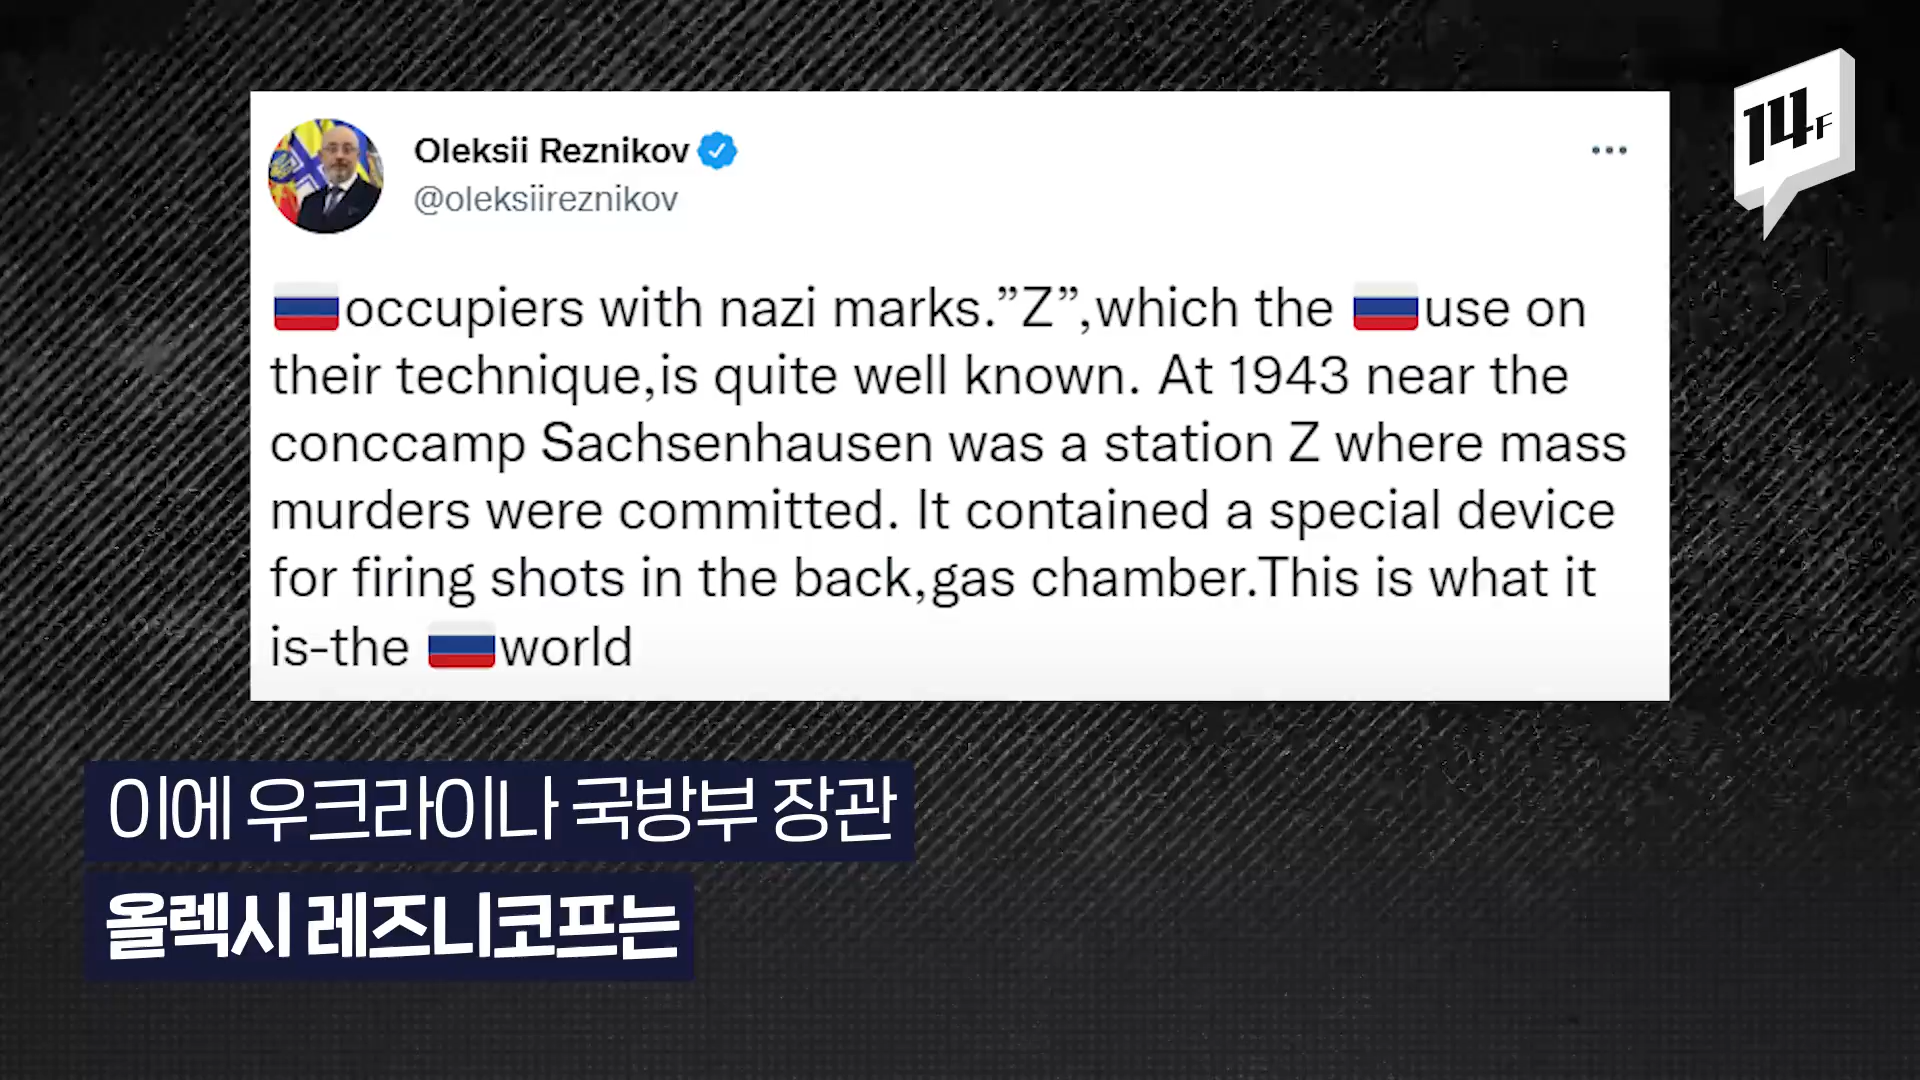 14F
Oleksii Reznikov
@oleksiireznikov
🇷🇺occupiers with nazi marks.”Z”,which the 🇷🇺use on
their technique,is quite well known. At 1943 near the
conccamp Sachsenhausen was a station Z where mass
murders were committed. It contained a special device
for firing shots in the back,gas chamber.This is what it
is-the 🇷🇺world
이에 우크라이나 국방부 장관
올렉시 레즈니코프는